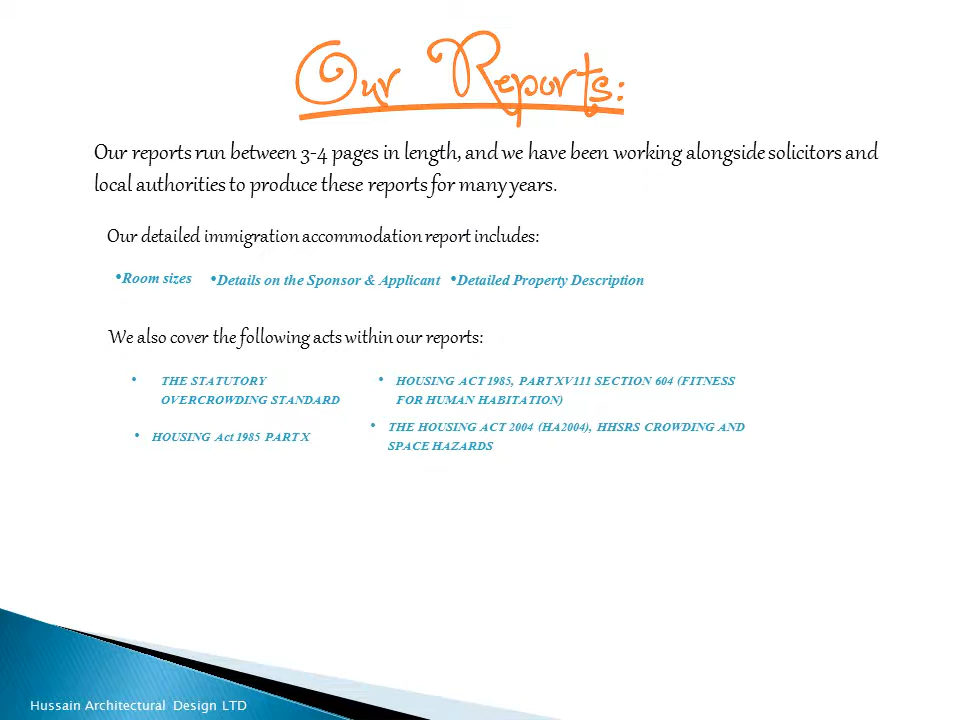 Our Reports:
Our reports run between 3-4 pages in length, and we have been working alongside solicitors and
local authorities to produce these reports for many years.
Our detailed immigration accommodation report includes:
•Room sizes •Details on the Sponsor & Applicant •Detailed Property Description
We also cover the following acts within our reports:
• THE STATUTORY
OVERCROWDING STANDARD
• HOUSING ACT 1985, PART XV111 SECTION 604 (FITNESS
FOR HUMAN HABITATION)
• HOUSING Act 1985 PART X
• THE HOUSING ACT 2004 (HA2004), HHSRS CROWDING AND
SPACE HAZARDS
Hussain Architectural Design LTD